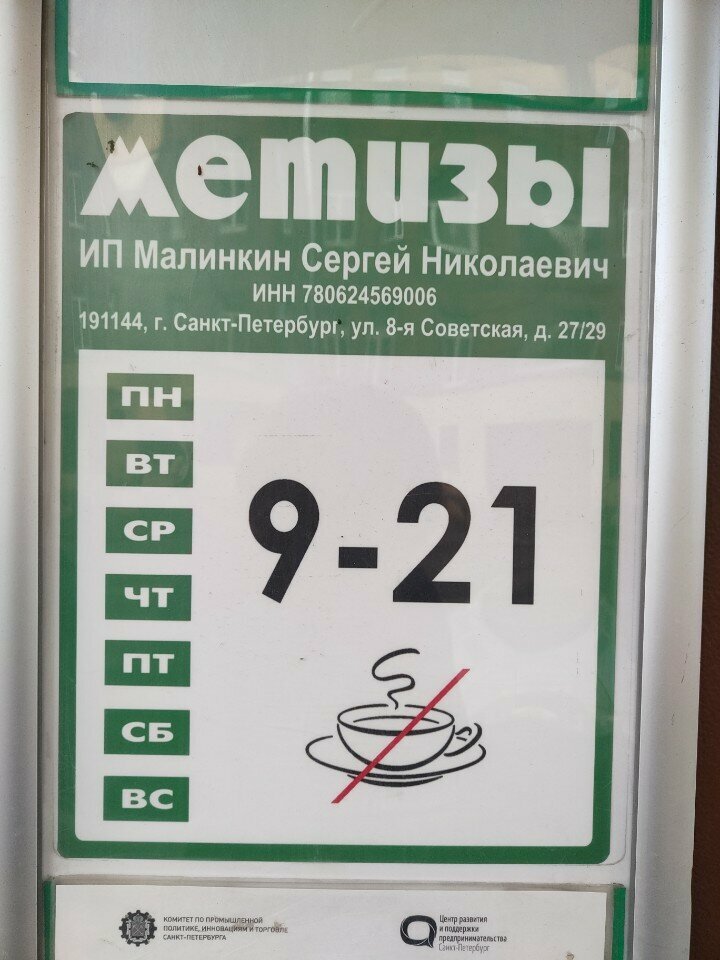 метизы
ИП Малинкин Сергей Николаевич
ИНН 780624569006
191144, г. Санкт-Петербург, ул. 8-я Советская, д. 27/29
ПН
ВТ
СР
ЧТ
ПТ
СБ
ВС
9-21
КОМИТЕТ ПО ПРОМЫШЛЕННОЙ
ПОЛИТИКЕ, ИННОВАЦИЯМ И ТОРГОВЛЕ
САНКТ-ПЕТЕРБУРГА
Центр развития
и поддержки
предпринимательства
Санкт-Петербург